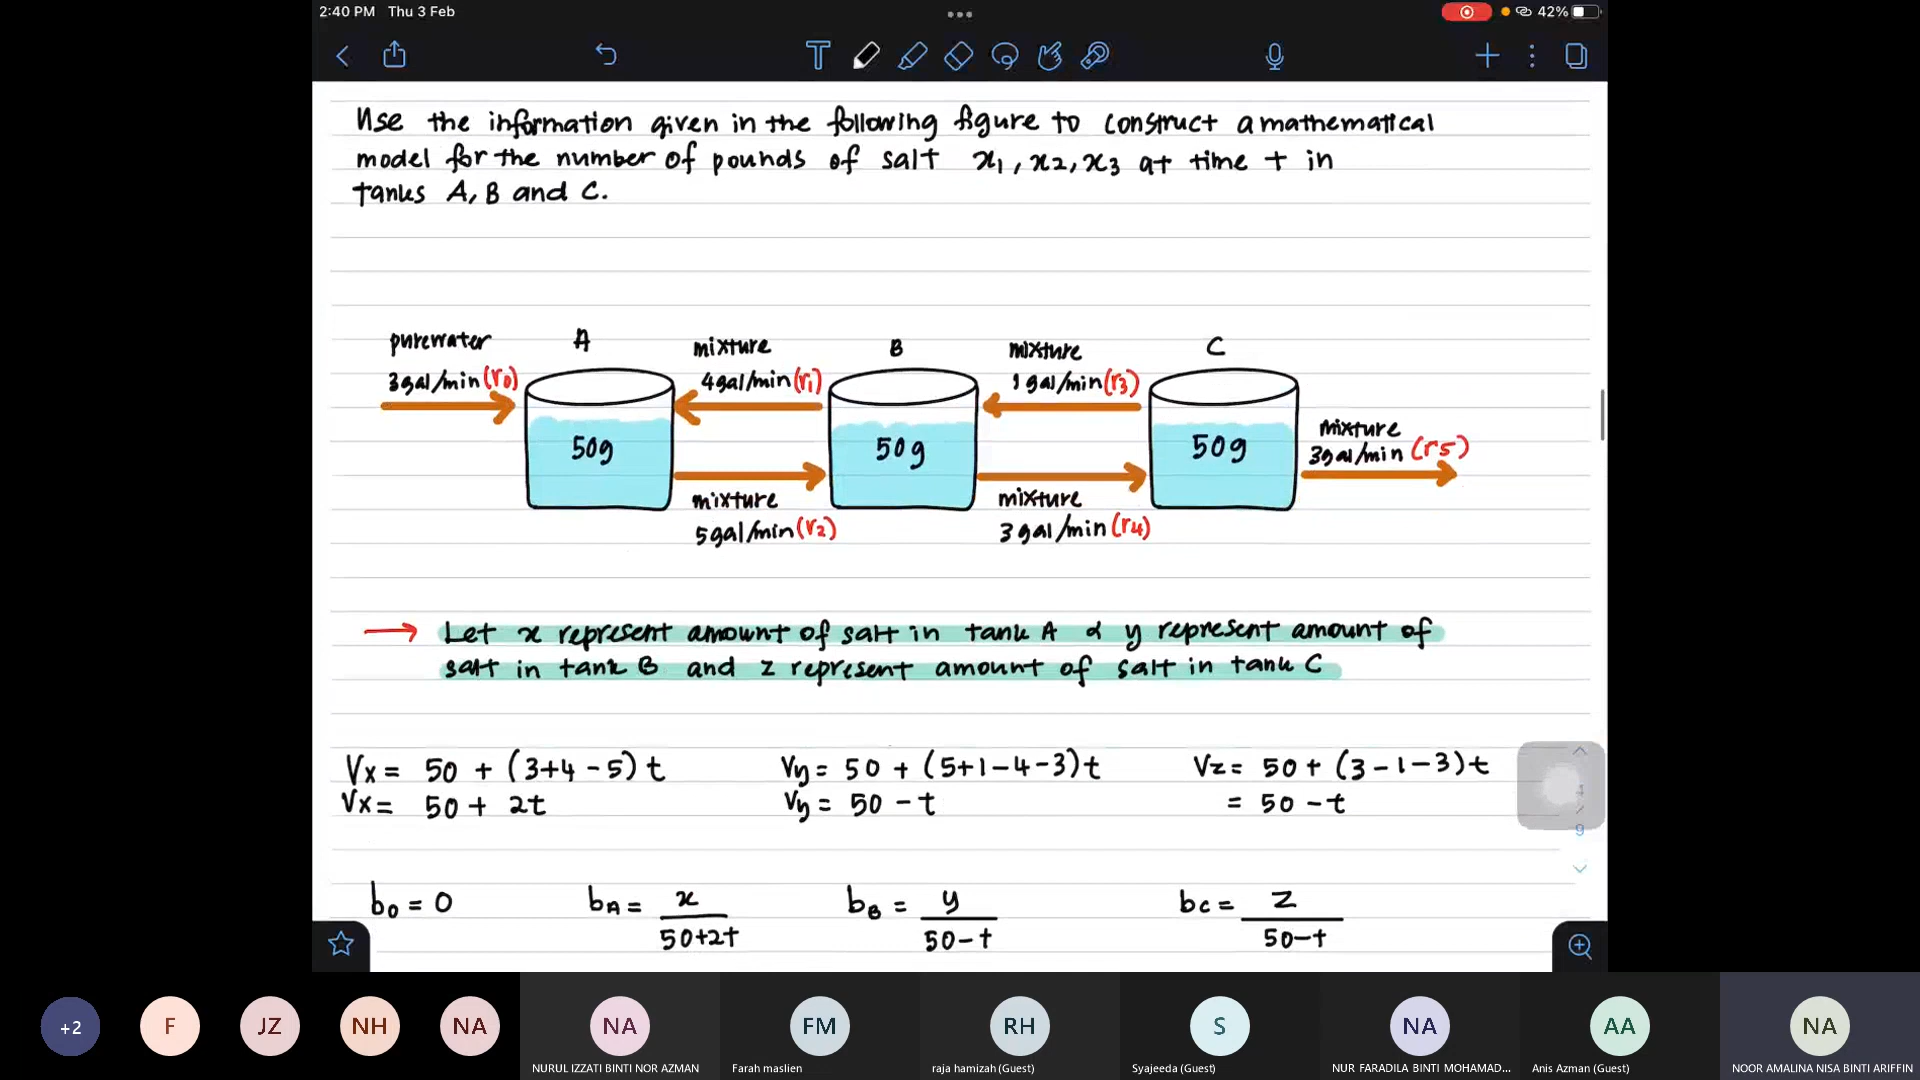 2:40 PM Thu 3 Feb
42%
Use the information given in the following figure to construct a mathematical
model for the number of pounds of salt x1, x2, x3 at time t in
tanks A, B and C.
purewater
3gal/min (r0)
A
mixture
4gal/min (r1)
B
mixture
1gal/min (r3)
C
mixture
3gal/min (r5)
50g
50g
50g
mixture
5gal/min (r2)
mixture
3gal/min (r4)
→ Let x represent amount of salt in tank A & y represent amount of
salt in tank B and z represent amount of salt in tank C
Vx = 50 + (3+4-5)t
Vy = 50 + (5+1-4-3)t
Vz = 50 + (3-1-3)t
Vx = 50 + 2t
Vy = 50 - t
= 50 - t
9
b0 = 0
bA = x / 50+2t
bB = y / 50-t
bC = z / 50-t
+2
F
JZ
NH
NA
NA
FM
RH
S
NA
AA
NA
NURUL IZZATI BINTI NOR AZMAN
Farah maslien
raja hamizah (Guest)
Syajeeda (Guest)
NUR FARADILA BINTI MOHAMAD...
Anis Azman (Guest)
NOOR AMALINA NISA BINTI ARIFFIN